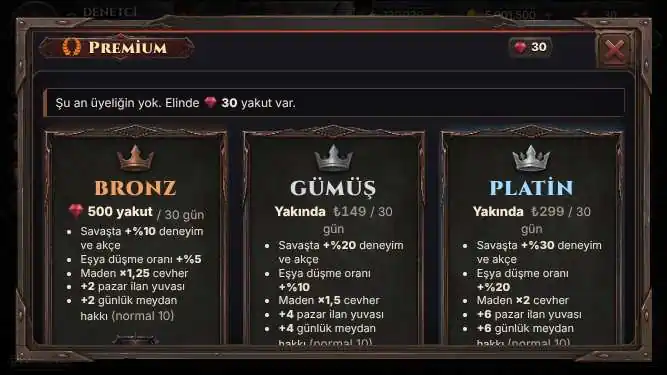 DENETÇİ
PREMİUM
30
Şu an üyeliğin yok. Elinde 30 yakut var.
BRONZ
500 yakut / 30 gün
• Savaşta +%10 deneyim
ve akçe
• Eşya düşme oranı +%5
• Maden ×1,25 cevher
• +2 pazar ilan yuvası
• +2 günlük meydan
hakkı (normal 10)
GÜMÜŞ
Yakında ₺149 / 30
gün
• Savaşta +%20 deneyim
ve akçe
• Eşya düşme oranı
+%10
• Maden ×1,5 cevher
• +4 pazar ilan yuvası
• +4 günlük meydan
hakkı (normal 10)
PLATİN
Yakında ₺299 / 30
gün
• Savaşta +%30 deneyim
ve akçe
• Eşya düşme oranı
+%20
• Maden ×2 cevher
• +6 pazar ilan yuvası
• +6 günlük meydan
hakkı (normal 10)